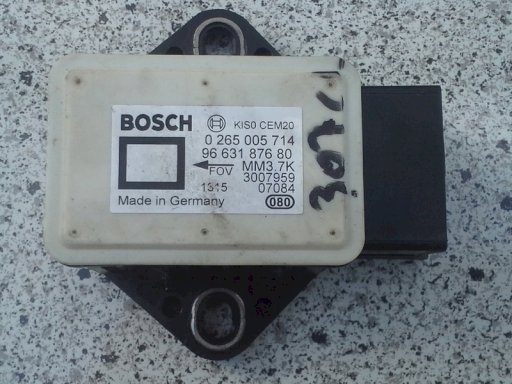 BOSCH KIS0 CEM20
0 265 005 714
96 631 876 80
FOV MM3.7K
3007959
1315 07084
Made in Germany 080